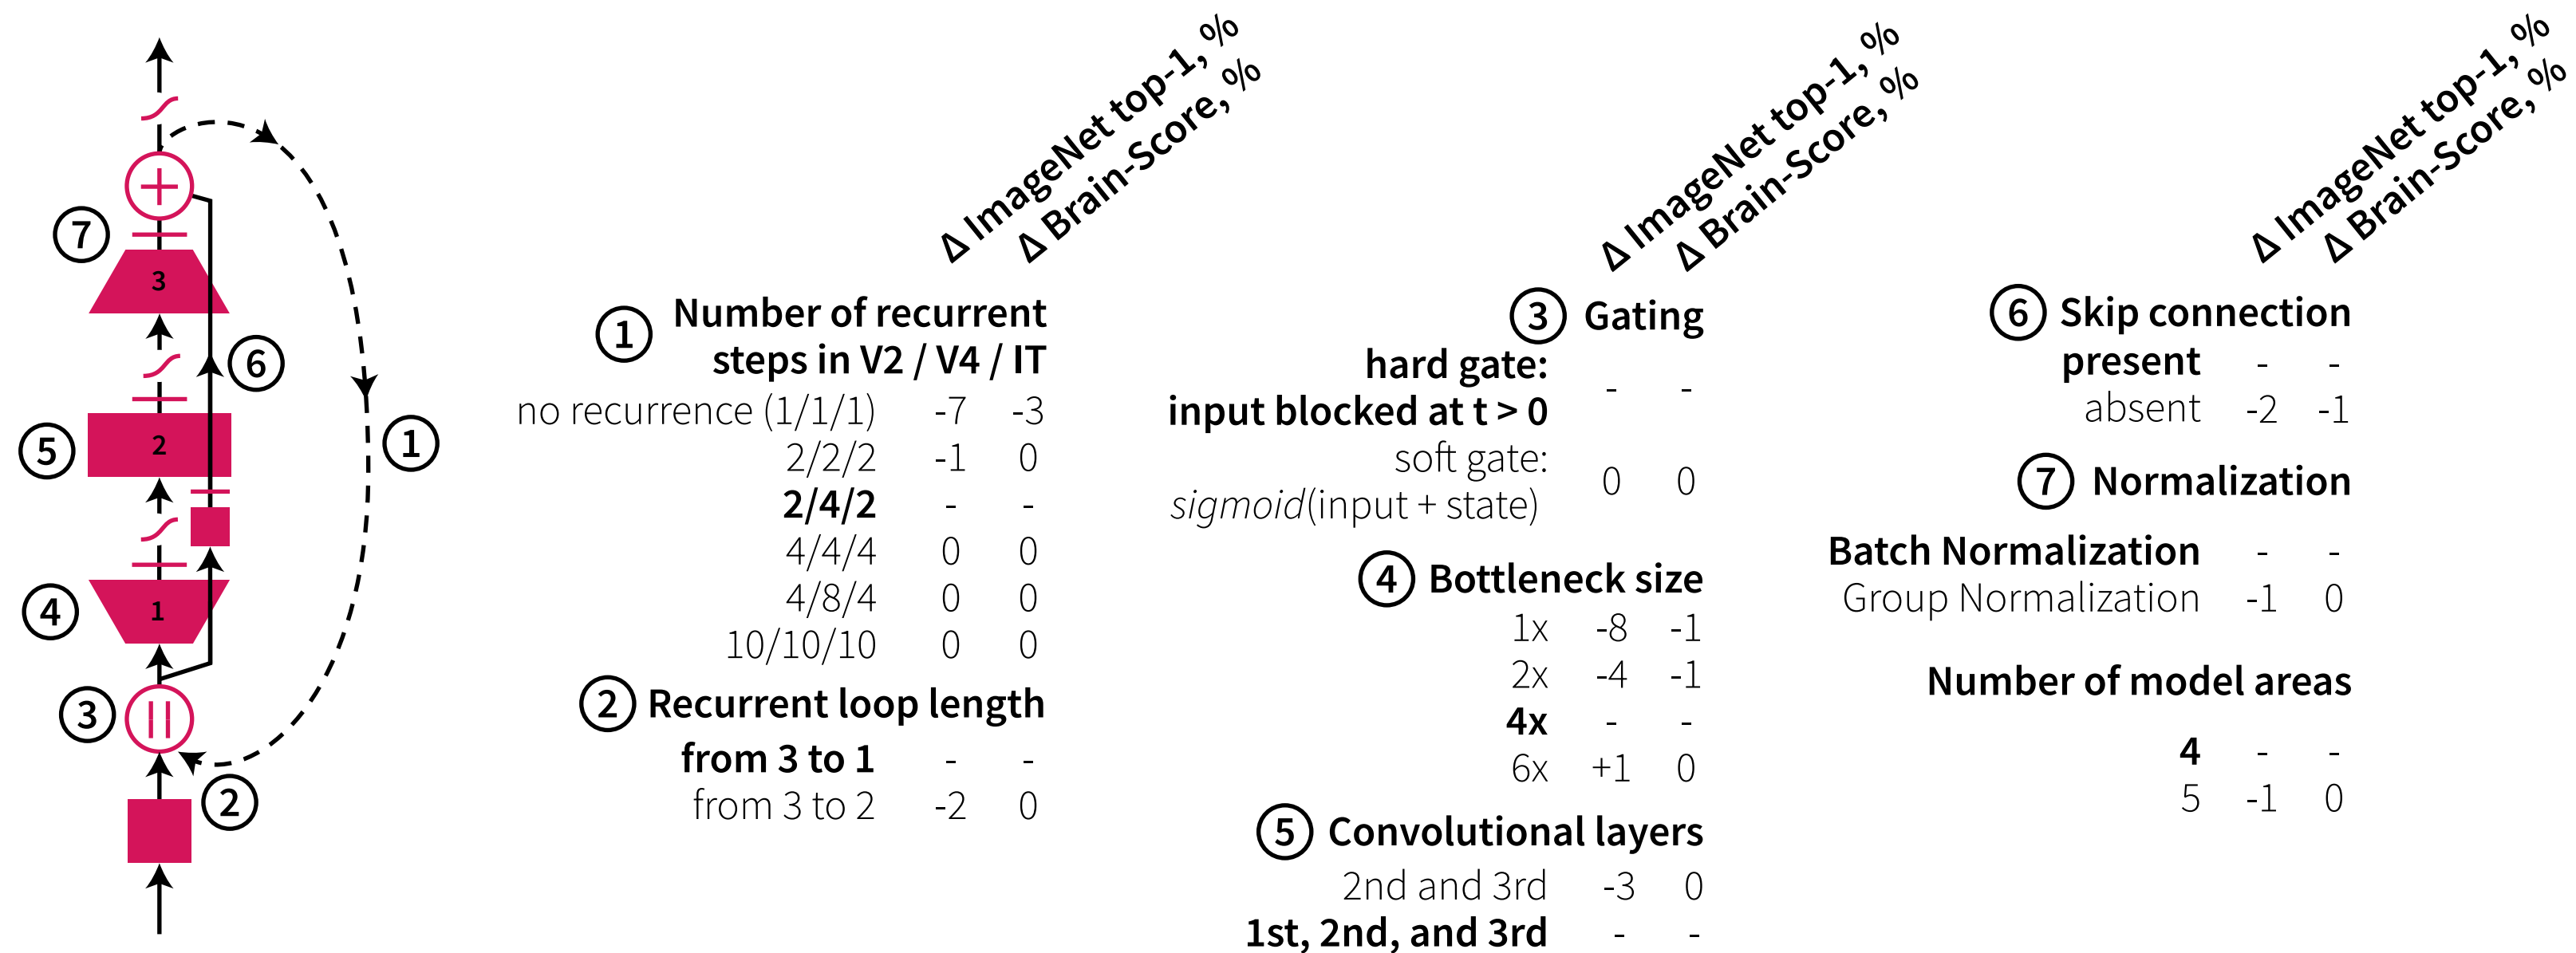 7
3
6
5
2
1
4
1
3
2
Δ ImageNet top-1, %
Δ Brain-Score, %
1 Number of recurrent
steps in V2 / V4 / IT
no recurrence (1/1/1) -7 -3
2/2/2 -1 0
2/4/2 - -
4/4/4 0 0
4/8/4 0 0
10/10/10 0 0
2 Recurrent loop length
from 3 to 1 - -
from 3 to 2 -2 0
Δ ImageNet top-1, %
Δ Brain-Score, %
3 Gating
hard gate:
input blocked at t > 0 - -
soft gate:
sigmoid(input + state) 0 0
4 Bottleneck size
1x -8 -1
2x -4 -1
4x - -
6x +1 0
5 Convolutional layers
2nd and 3rd -3 0
1st, 2nd, and 3rd - -
Δ ImageNet top-1, %
Δ Brain-Score, %
6 Skip connection
present - -
absent -2 -1
7 Normalization
Batch Normalization - -
Group Normalization -1 0
Number of model areas
4 - -
5 -1 0